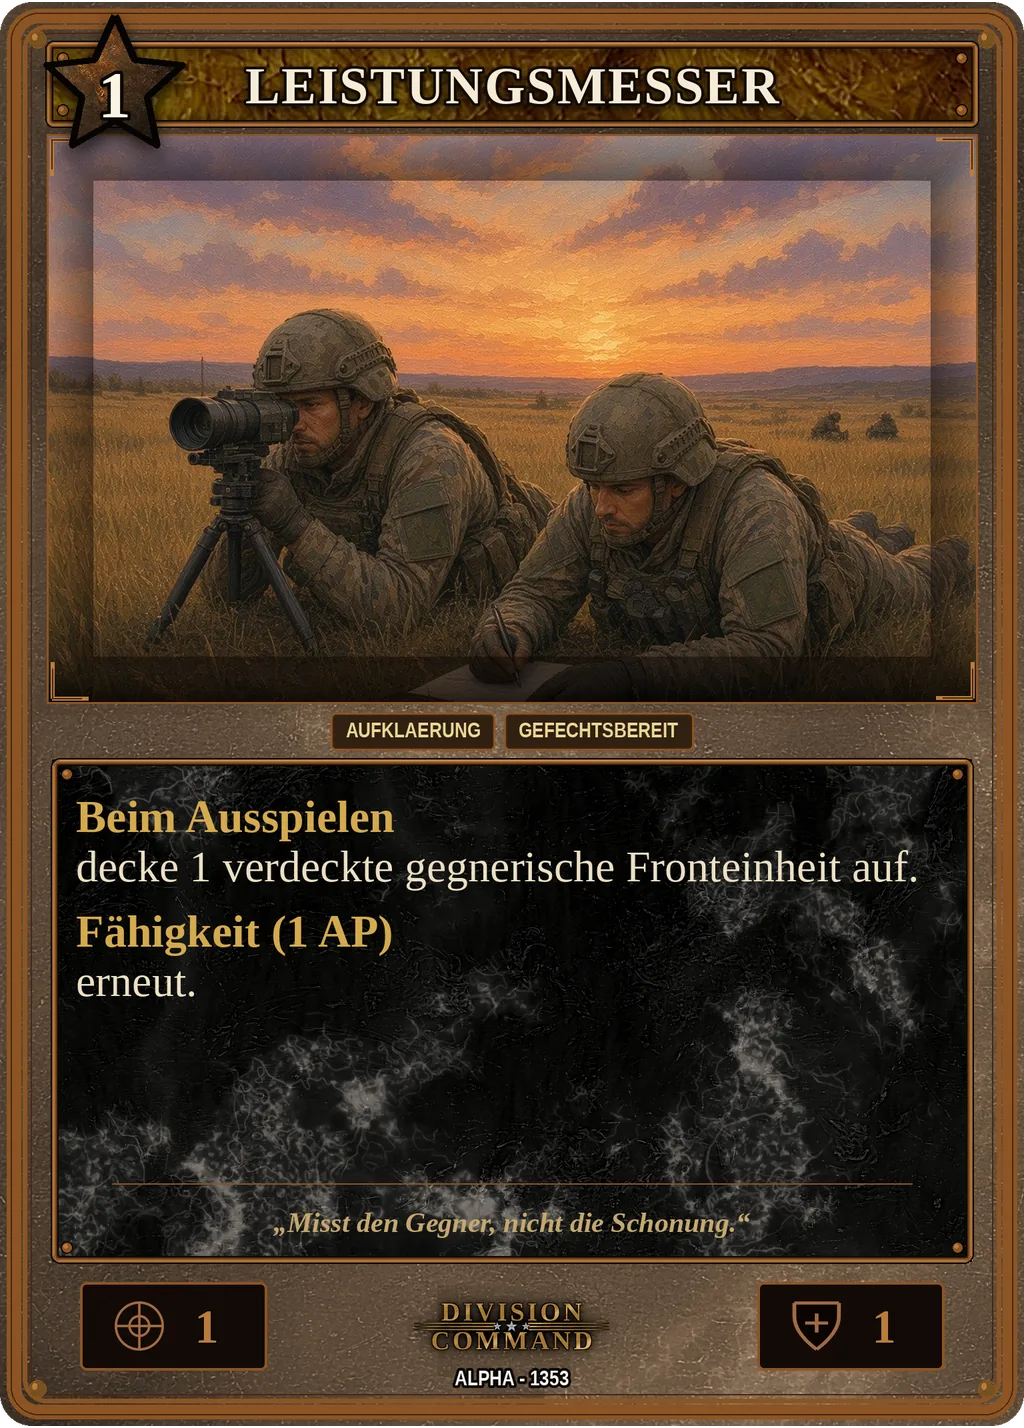 1
LEISTUNGSMESSER
AUFKLAERUNG GEFECHTSBEREIT
Beim Ausspielen
decke 1 verdeckte gegnerische Fronteinheit auf.
Fähigkeit (1 AP)
erneut.
„Misst den Gegner, nicht die Schonung.“
1
DIVISION
COMMAND
1
ALPHA - 1353